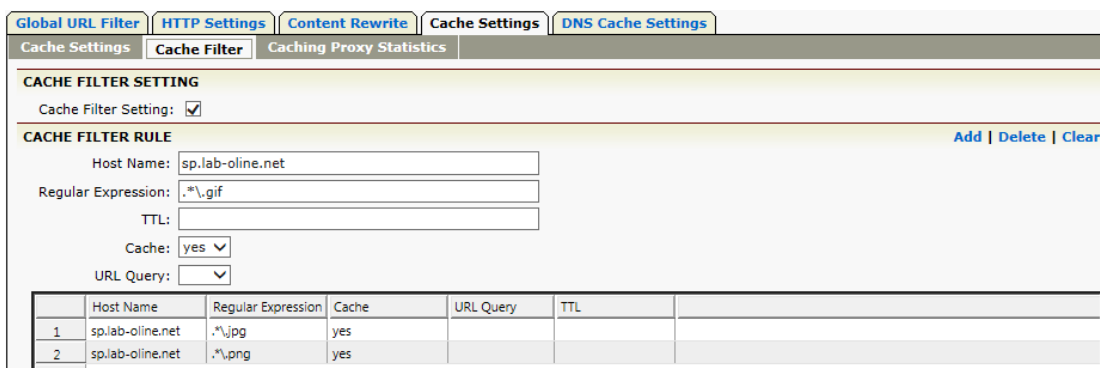 Global URL Filter HTTP Settings Content Rewrite Cache Settings DNS Cache Settings
Cache Settings Cache Filter Caching Proxy Statistics
CACHE FILTER SETTING
Cache Filter Setting:
CACHE FILTER RULE Add | Delete | Clear
Host Name: sp.lab-oline.net
Regular Expression: .*\.gif
TTL:
Cache: yes
URL Query:
Host Name Regular Expression Cache URL Query TTL
1 sp.lab-oline.net .*\.jpg yes
2 sp.lab-oline.net .*\.png yes